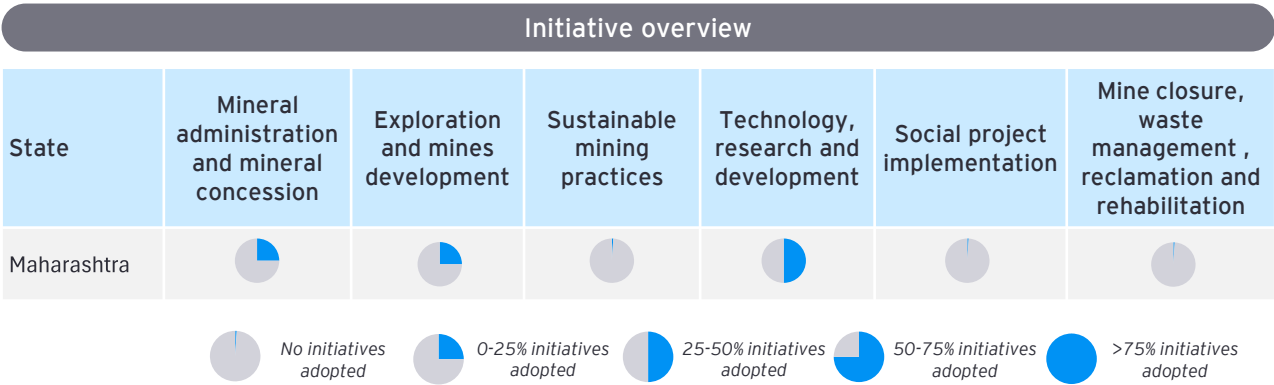 Initiative overview
State
Mineral
administration
and mineral
concession
Exploration
and mines
development
Sustainable
mining
practices
Technology,
research and
development
Social project
implementation
Mine closure,
waste
management ,
reclamation and
rehabilitation
Maharashtra
No initiatives
adopted
0-25% initiatives
adopted
25-50% initiatives
adopted
50-75% initiatives
adopted
>75% initiatives
adopted